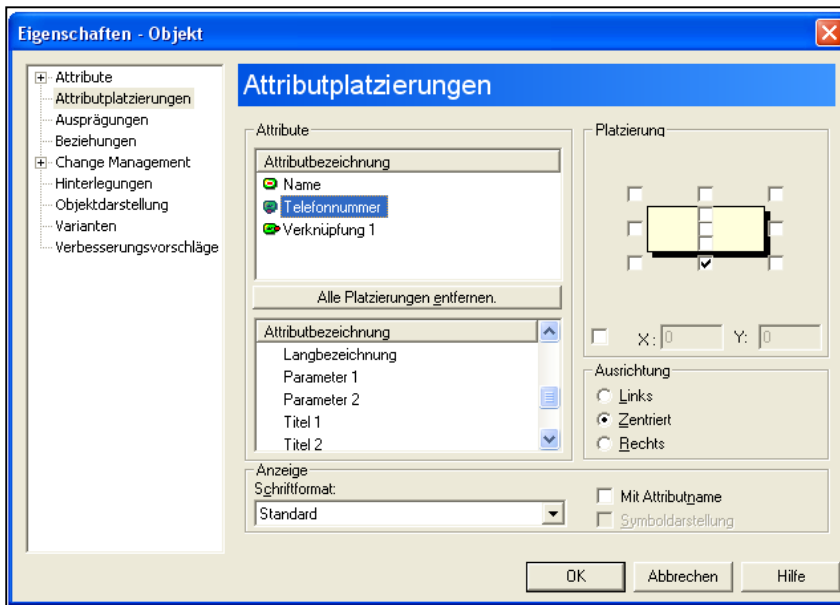 Eigenschaften - Objekt
Attribute
Attributplatzierungen
Ausprägungen
Beziehungen
Change Management
Hinterlegungen
Objektdarstellung
Varianten
Verbesserungsvorschläge
Attributplatzierungen
Attribute
Attributbezeichnung
Name
Telefonnummer
Verknüpfung 1
Alle Platzierungen entfernen.
Attributbezeichnung
Langbezeichnung
Parameter 1
Parameter 2
Titel 1
Titel 2
Platzierung
X: 0 Y: 0
Ausrichtung
Links
Zentriert
Rechts
Anzeige
Schriftformat:
Standard
Mit Attributname
Symboldarstellung
OK Abbrechen Hilfe